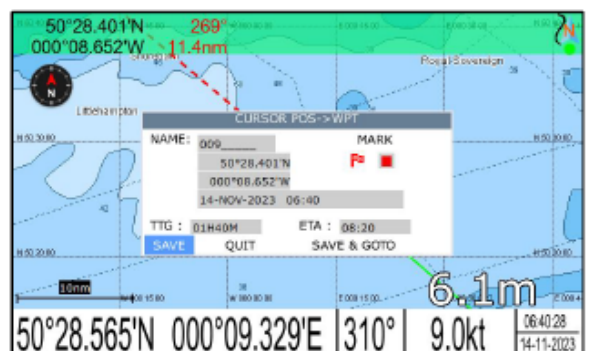 50°28.401'N 269°
000°08.652'W 11.4nm
N
N
Royal Sovereign
Littlehampton
CURSOR POS->WPT
NAME: 009_____ MARK
50°28.401'N
000°08.652'W
14-NOV-2023 06:40
TTG : 01H40M ETA : 08:20
SAVE QUIT SAVE & GOTO
10nm
6.1m
50°28.565'N 000°09.329'E 310° 9.0kt 06:40:28
14-11-2023